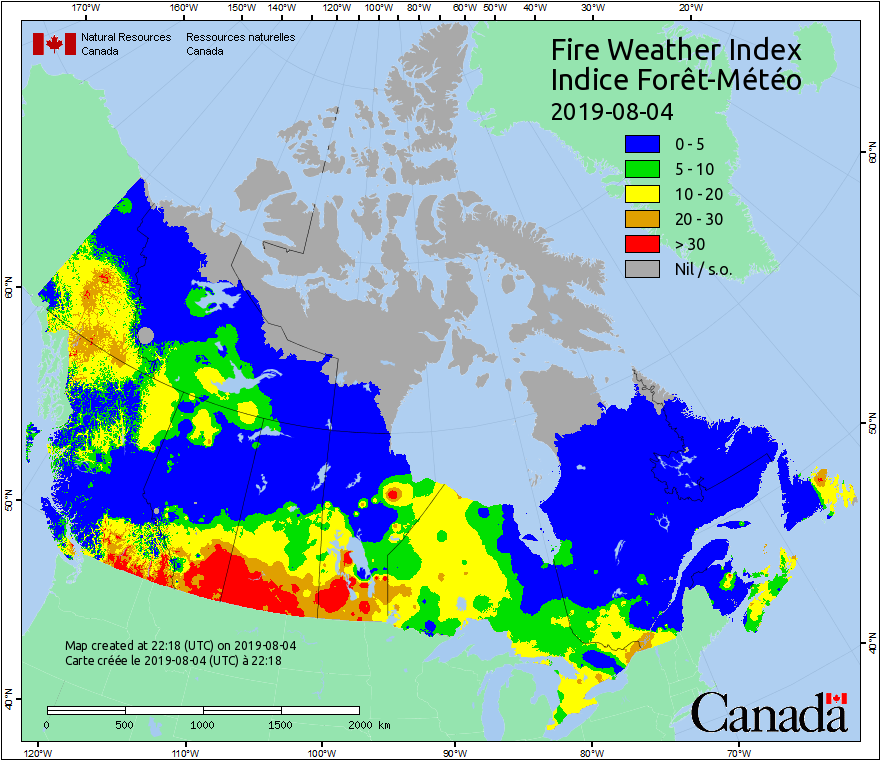 170°W 160°W 150°W 140°W 130°W 120°W 110°W 100°W 90°W 80°W 70°W 60°W 50°W 40°W 30°W 20°W
Natural Resources Ressources naturelles
Canada Canada
Fire Weather Index
Indice Forêt-Météo
2019-08-04
0 - 5
5 - 10
10 - 20
20 - 30
> 30
Nil / s.o.
60°N
60°N
50°N
50°N
40°N
40°N
Map created at 22:18 (UTC) on 2019-08-04
Carte créée le 2019-08-04 (UTC) à 22:18
0 500 1000 1500 2000 km
Canada
120°W 110°W 100°W 90°W 80°W 70°W